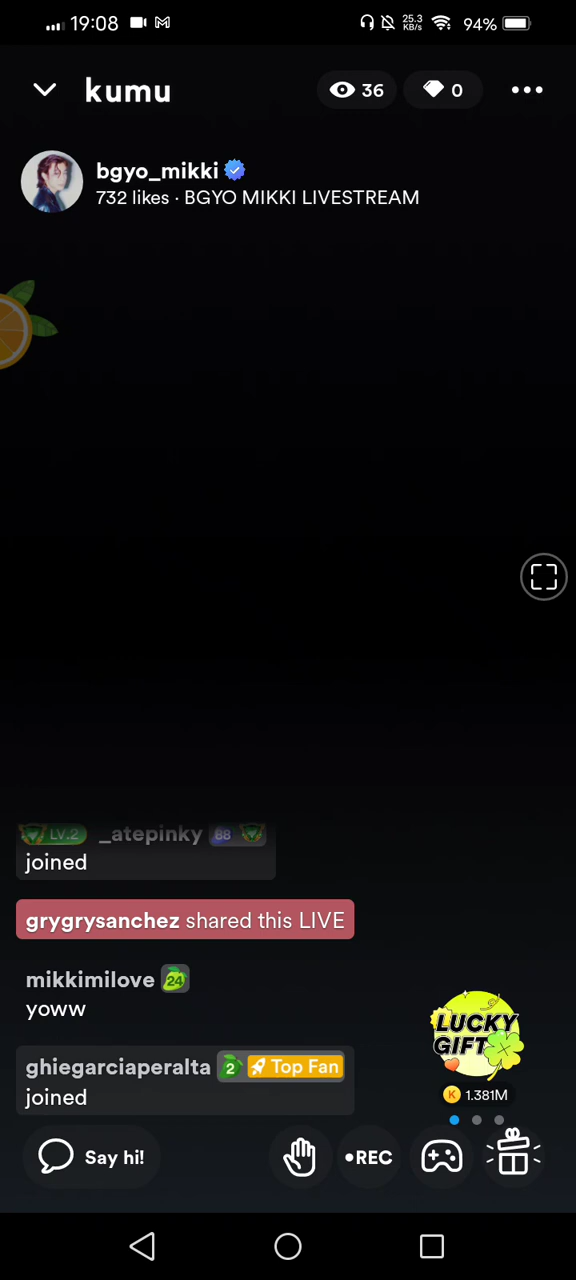 19:08 25.3 KB/s 94%
kumu 36 0
bgyo_mikki
732 likes · BGYO MIKKI LIVESTREAM
LV.2 _atepinky 88
joined
grygrysanchez shared this LIVE
mikkimilove 24
yoww
LUCKY
GIFT
ghiegarciaperalta 2 Top Fan
joined
K 1.381M
Say hi! •REC